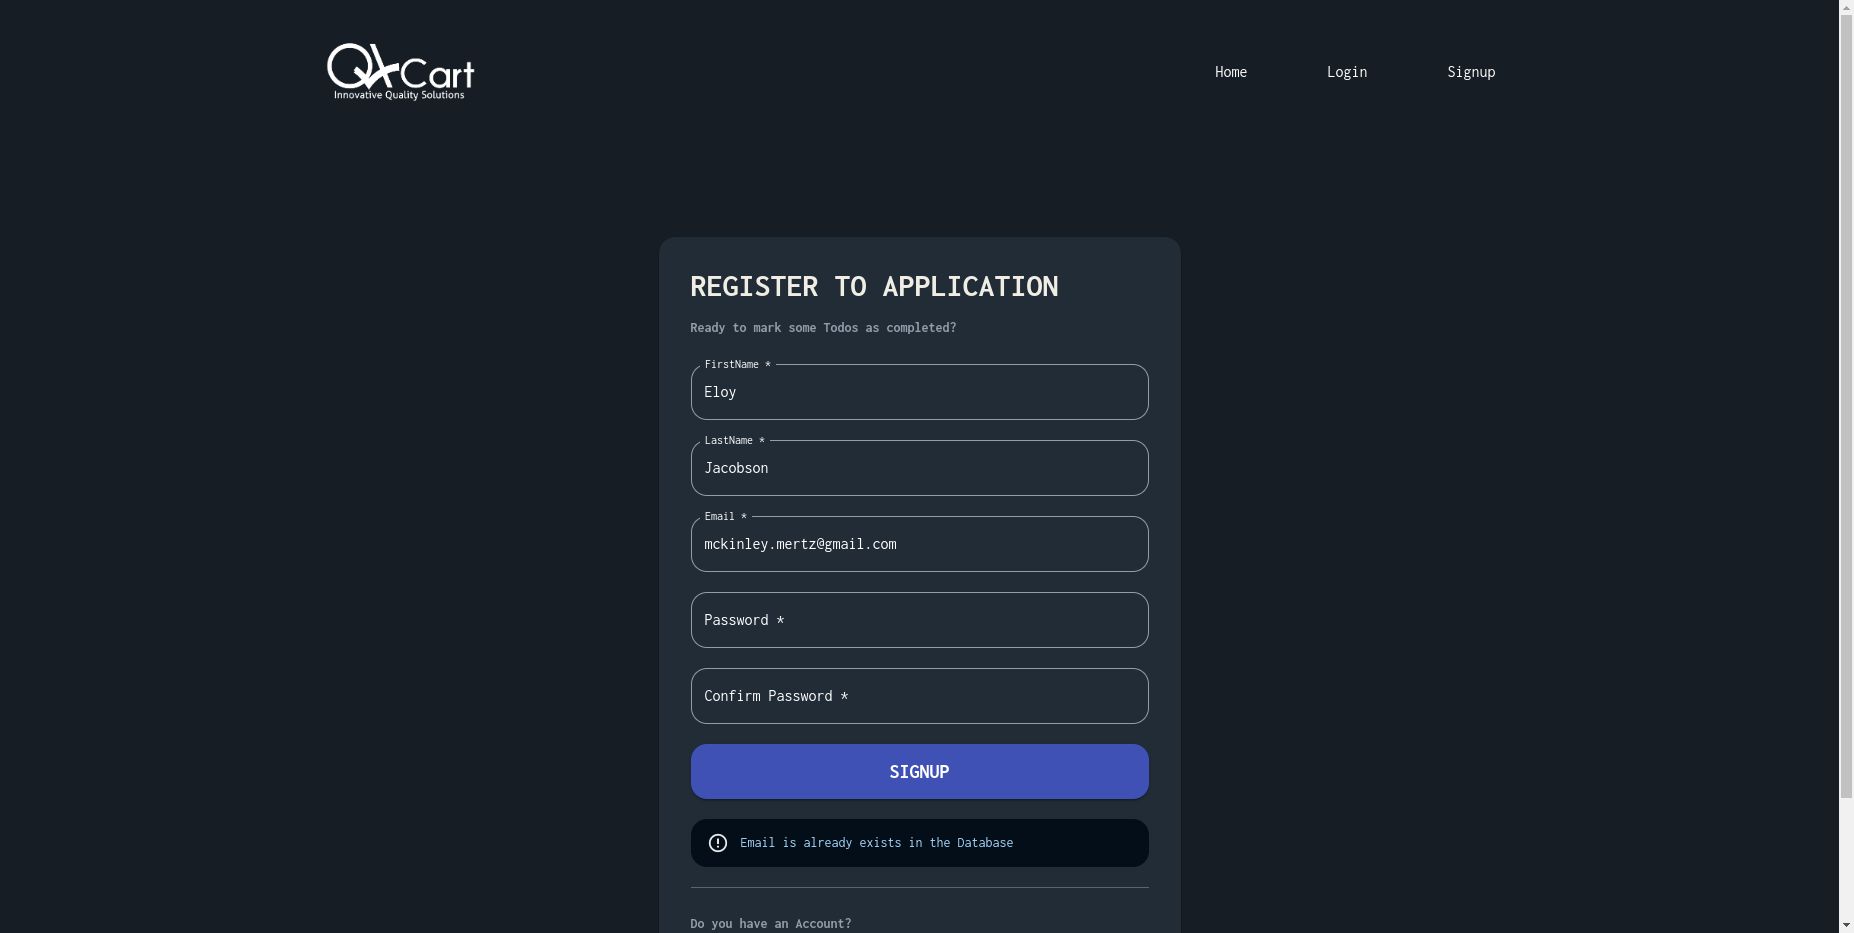 QACart
Innovative Quality Solutions
Home
Login
Signup
REGISTER TO APPLICATION
Ready to mark some Todos as completed?
FirstName *
Eloy
LastName *
Jacobson
Email *
mckinley.mertz@gmail.com
Password *
Confirm Password *
SIGNUP
Email is already exists in the Database
Do you have an Account?